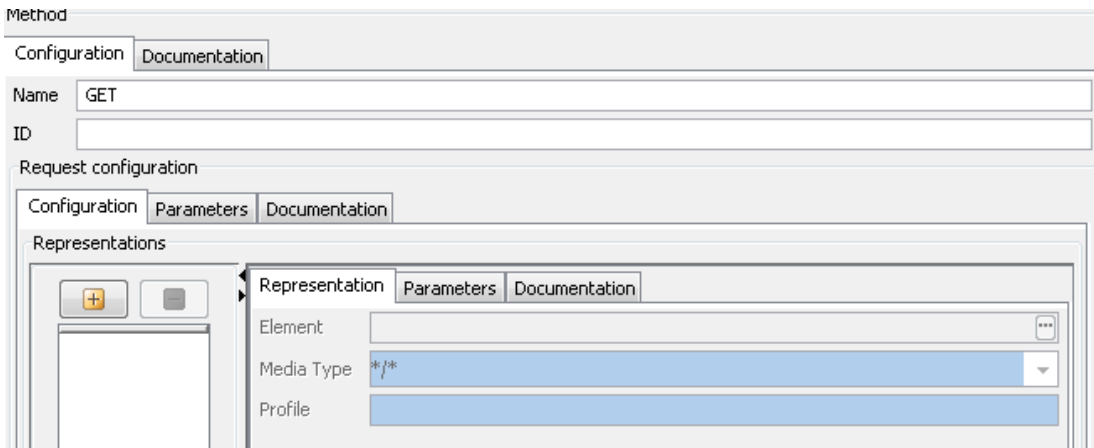 Method
Configuration Documentation
Name GET
ID
Request configuration
Configuration Parameters Documentation
Representations
Representation Parameters Documentation
Element
Media Type */*
Profile